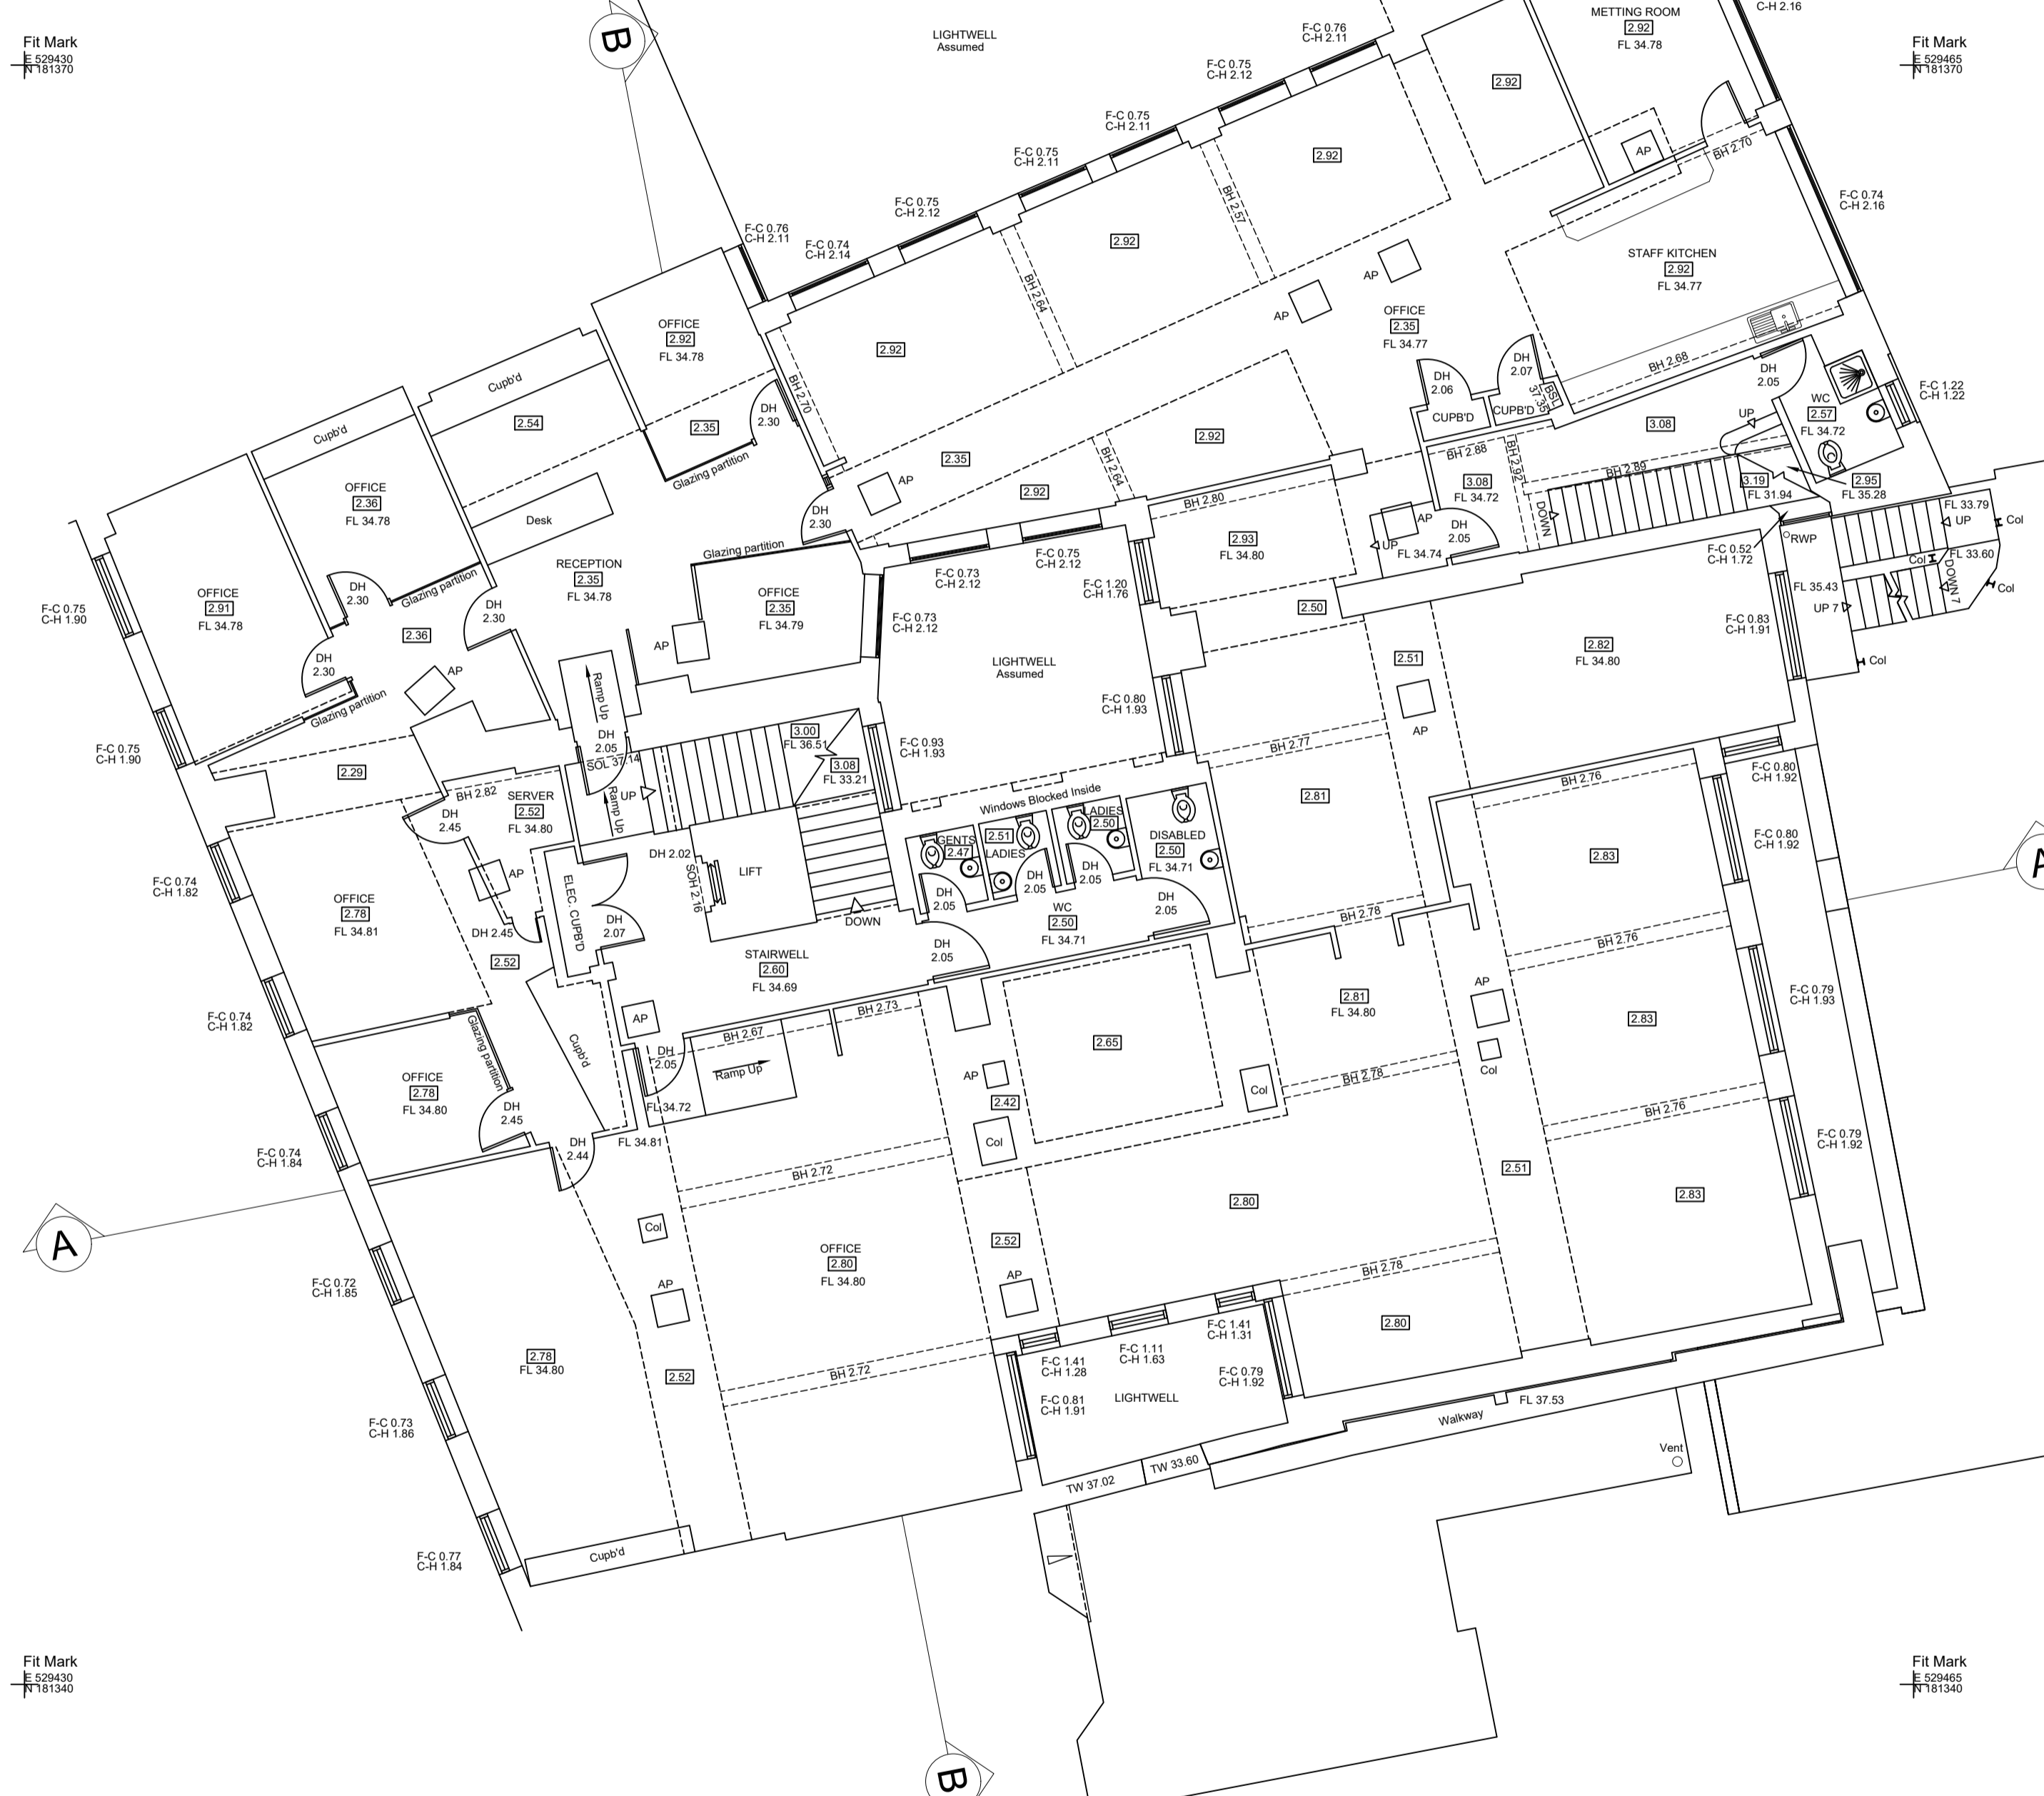 Fit Mark
E 529430
N 181370
B
LIGHTWELL
Assumed
F-C 0.76
C-H 2.11
METTING ROOM
2.92
FL 34.78
C-H 2.16
Fit Mark
E 529465
N 181370
F-C 0.75
C-H 2.12
2.92
F-C 0.75
C-H 2.11
F-C 0.75
C-H 2.11
2.92
AP
BH 2.70
F-C 0.75
C-H 2.12
BH 2.57
F-C 0.74
C-H 2.16
F-C 0.76
C-H 2.11
F-C 0.74
C-H 2.14
2.92
BH 2.64
AP
STAFF KITCHEN
2.92
FL 34.77
AP
OFFICE
2.35
FL 34.77
OFFICE
2.92
FL 34.78
2.92
BH 2.70
Cupb'd
DH
2.06
DH
2.07
BSL
37.35
BH 2.68
DH
2.05
F-C 1.22
C-H 1.22
WC
2.57
FL 34.72
CUPB'D
CUPB'D
UP
2.54
2.35
DH
2.30
Glazing partition
Cupb'd
2.92
2.35
BH 2.64
2.92
BH 2.88
BH 2.92
3.08
BH 2.89
3.08
FL 34.72
3.19
FL 31.94
2.95
FL 35.28
OFFICE
2.36
FL 34.78
Desk
AP
DH
2.30
BH 2.80
AP
DOWN
DH
2.05
FL 33.79
UP
Col
RWP
Glazing partition
2.93
FL 34.80
UP
FL 34.74
F-C 0.52
C-H 1.72
Col
FL 33.60
DOWN 7
Col
RECEPTION
2.35
FL 34.78
F-C 0.73
C-H 2.12
F-C 0.75
C-H 2.12
F-C 1.20
C-H 1.76
FL 35.43
UP 7
F-C 0.75
C-H 1.90
OFFICE
2.91
FL 34.78
DH
2.30
Glazing partition
DH
2.30
2.36
OFFICE
2.35
FL 34.79
AP
F-C 0.73
C-H 2.12
2.50
F-C 0.83
C-H 1.91
2.82
FL 34.80
Col
DH
2.30
AP
Glazing partition
Ramp Up
LIGHTWELL
Assumed
2.51
F-C 0.80
C-H 1.93
AP
F-C 0.75
C-H 1.90
2.29
DH
2.05
SOL 37.14
3.00
FL 36.51
3.08
FL 33.21
F-C 0.93
C-H 1.93
BH 2.77
F-C 0.80
C-H 1.92
BH 2.76
BH 2.82
SERVER
2.52
FL 34.80
Ramp Up
UP
Windows Blocked Inside
2.81
DH
2.45
DH 2.02
SOH 2.16
LIFT
GENTS
2.47
2.51
LADIES
LADIES
2.50
DISABLED
2.50
FL 34.71
F-C 0.80
C-H 1.92
2.83
F-C 0.74
C-H 1.82
AP
ELEC. CUPB'D
DH
2.05
DH
2.05
DH
2.05
DH
2.05
A
OFFICE
2.78
FL 34.81
DH 2.45
DH
2.07
DOWN
WC
2.50
FL 34.71
BH 2.78
2.52
STAIRWELL
2.60
FL 34.69
DH
2.05
BH 2.76
F-C 0.74
C-H 1.82
Glazing partition
Cupb'd
AP
BH 2.67
BH 2.73
2.81
FL 34.80
AP
F-C 0.79
C-H 1.93
2.65
2.83
DH
2.05
Ramp Up
AP
Col
BH 2.78
Col
OFFICE
2.78
FL 34.80
DH
2.45
FL 34.72
2.42
BH 2.76
F-C 0.74
C-H 1.84
DH
2.44
FL 34.81
Col
F-C 0.79
C-H 1.92
BH 2.72
2.51
2.83
2.80
A
Col
OFFICE
2.80
FL 34.80
2.52
BH 2.78
F-C 0.72
C-H 1.85
AP
AP
2.80
2.78
FL 34.80
2.52
BH 2.72
F-C 1.41
C-H 1.28
F-C 1.11
C-H 1.63
F-C 1.41
C-H 1.31
F-C 0.79
C-H 1.92
F-C 0.81
C-H 1.91
LIGHTWELL
FL 37.53
Walkway
F-C 0.73
C-H 1.86
Vent
TW 37.02
TW 33.60
F-C 0.77
C-H 1.84
Cupb'd
Fit Mark
E 529430
N 181340
Fit Mark
E 529465
N 181340
B